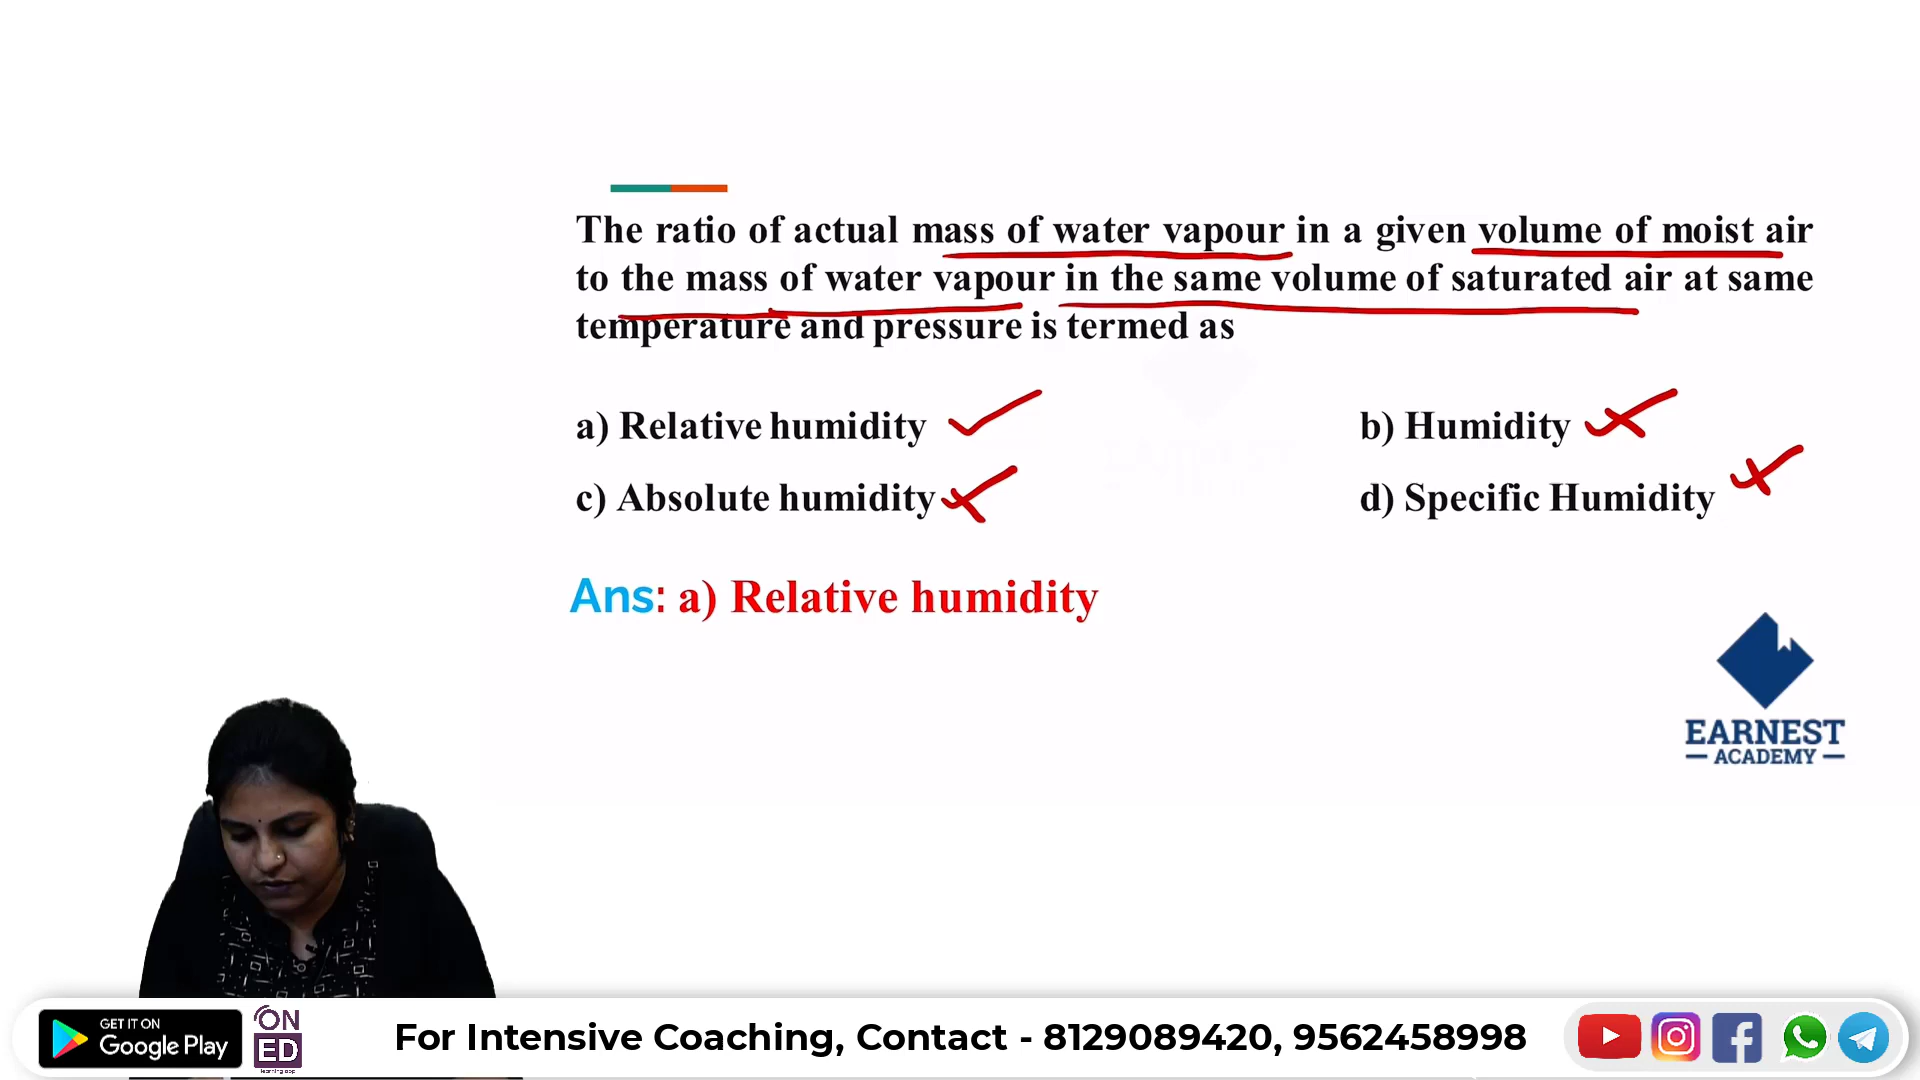 The ratio of actual mass of water vapour in a given volume of moist air
to the mass of water vapour in the same volume of saturated air at same
temperature and pressure is termed as
a) Relative humidity
b) Humidity
c) Absolute humidity
d) Specific Humidity
Ans: a) Relative humidity
EARNEST
ACADEMY
GET IT ON
Google Play
ON
ED
learning app
For Intensive Coaching, Contact - 8129089420, 9562458998